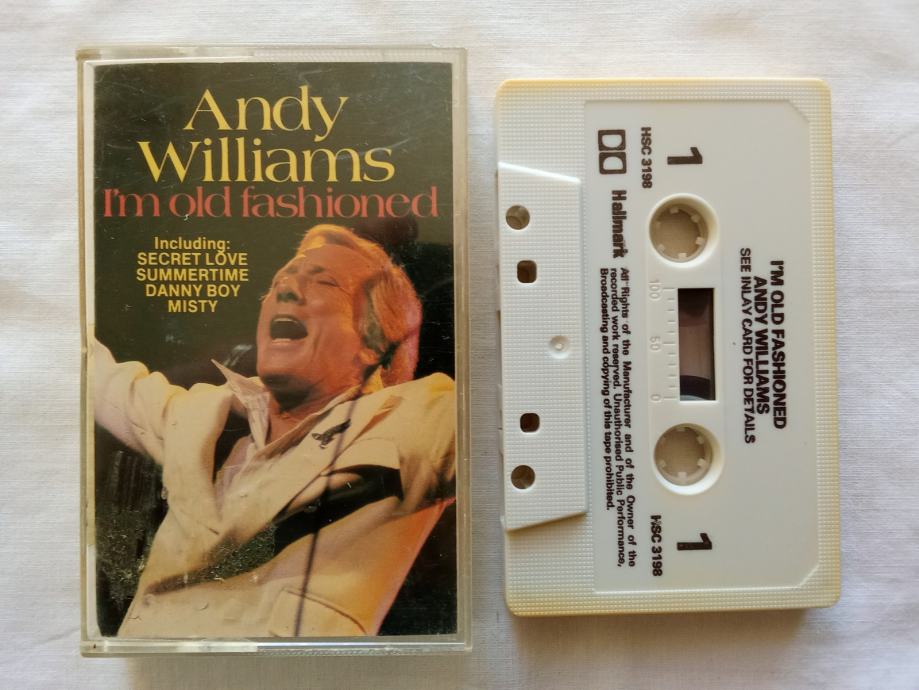 Andy
Williams
I'm old fashioned
Including:
SECRET LOVE
SUMMERTIME
DANNY BOY
MISTY
1
1
I'M OLD FASHIONED
ANDY WILLIAMS
SEE INLAY CARD FOR DETAILS
100 50 0
HSC 3198
HSC 3198
Hallmark
All Rights of the Manufacturer and of the Owner of the
recorded work reserved. Unauthorised Public Performance,
Broadcasting and copying of this tape prohibited.